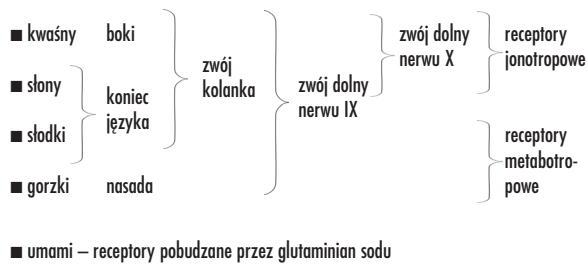 ■ kwaśny boki
■ słony
■ słodki
koniec
języka
■ gorzki nasada
zwój
kolanka
zwój dolny
nerwu IX
zwój dolny
nerwu X
receptory
jonotropowe
receptory
metabotro-
powe
■ umami – receptory pobudzane przez glutaminian sodu